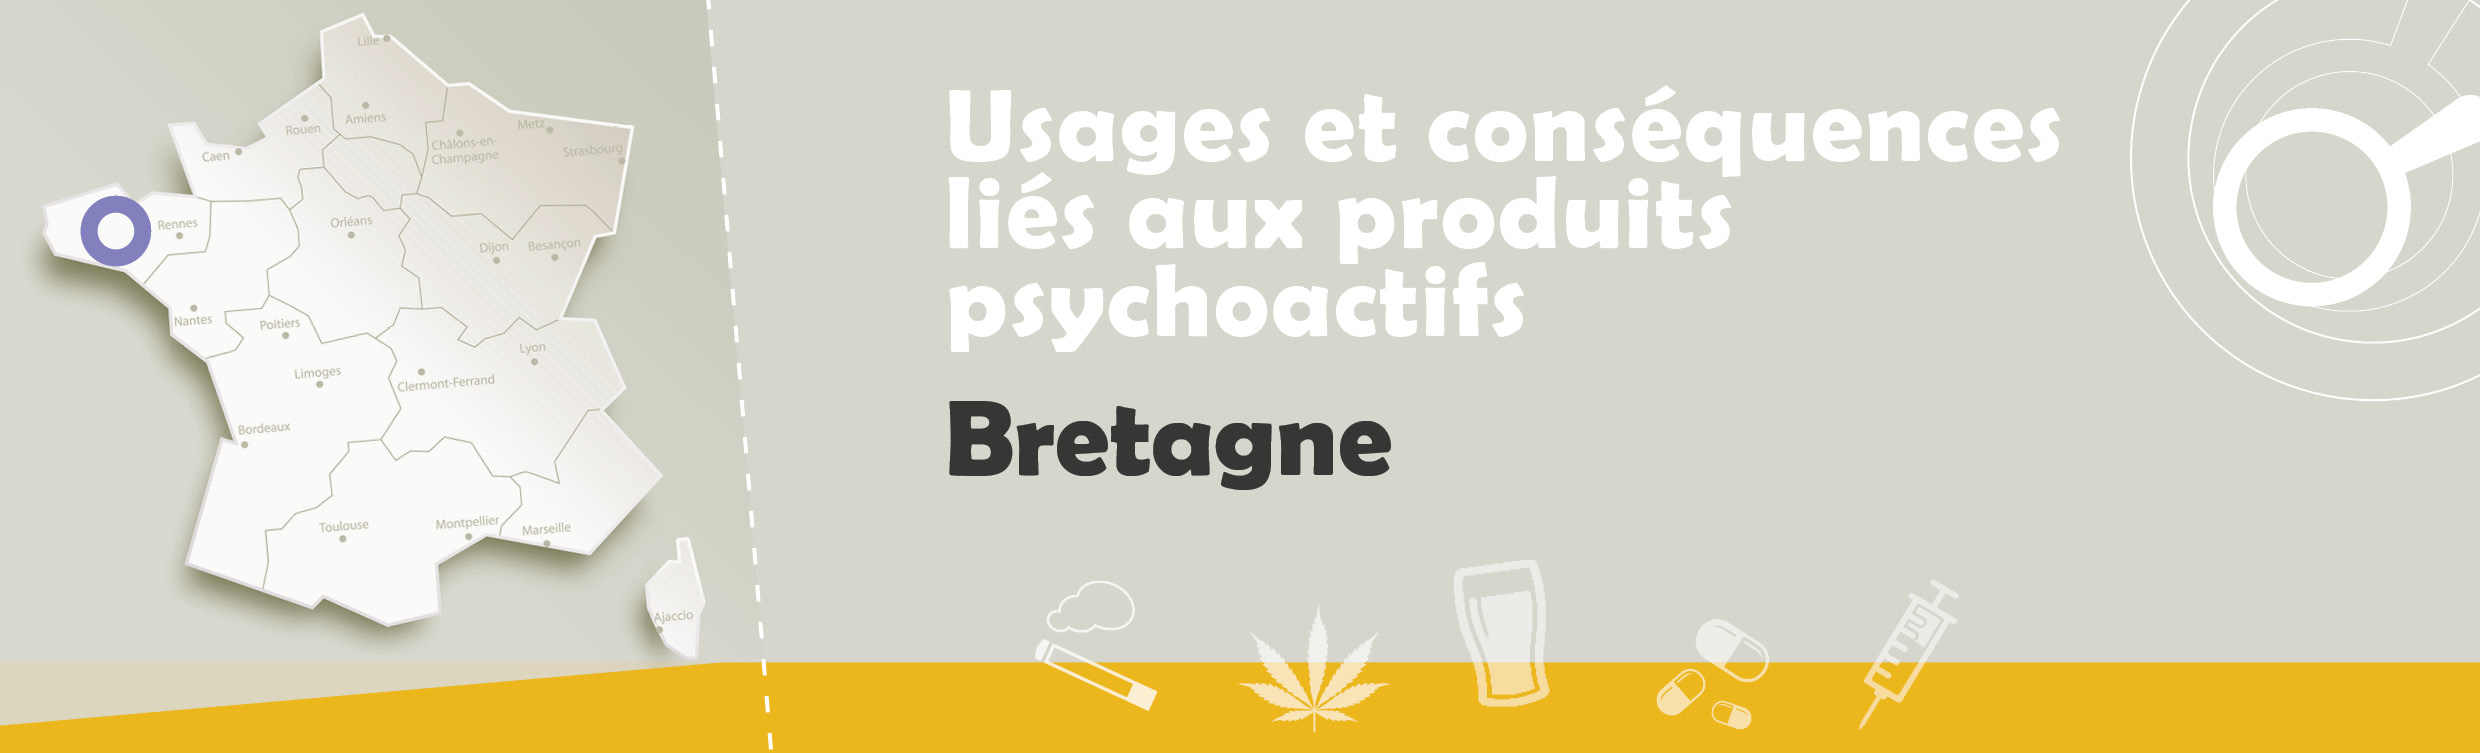 Lille
Amiens
Rouen
Caen
Châlons-en-
Champagne
Metz
Strasbourg
Rennes
Orléans
Dijon
Besançon
Nantes
Poitiers
Limoges
Clermont-Ferrand
Lyon
Bordeaux
Toulouse
Montpellier
Marseille
Ajaccio
Usages et conséquences
liés aux produits
psychoactifs
Bretagne